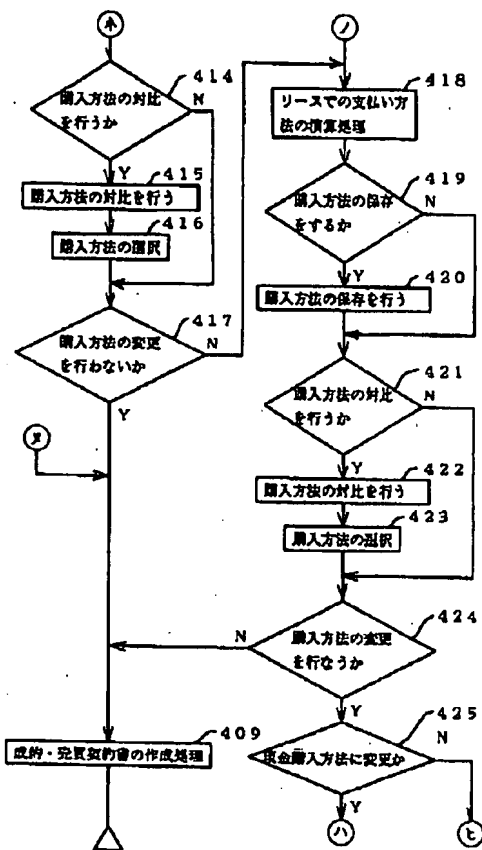 ネ
414
購入方法の対比
を行うか
N
Y
415
購入方法の対比を行う
416
購入方法の選択
417
購入方法の変更
を行わないか
N
Y
ヌ
409
成約・売買契約書の作成処理
ノ
418
リースでの支払い方
法の演算処理
419
購入方法の保存
をするか
N
Y
420
購入方法の保存を行う
421
購入方法の対比
を行うか
N
Y
422
購入方法の対比を行う
423
購入方法の選択
424
購入方法の変更
を行なうか
N
Y
425
現金購入方法に変更か
N
Y
ハ
ヒ